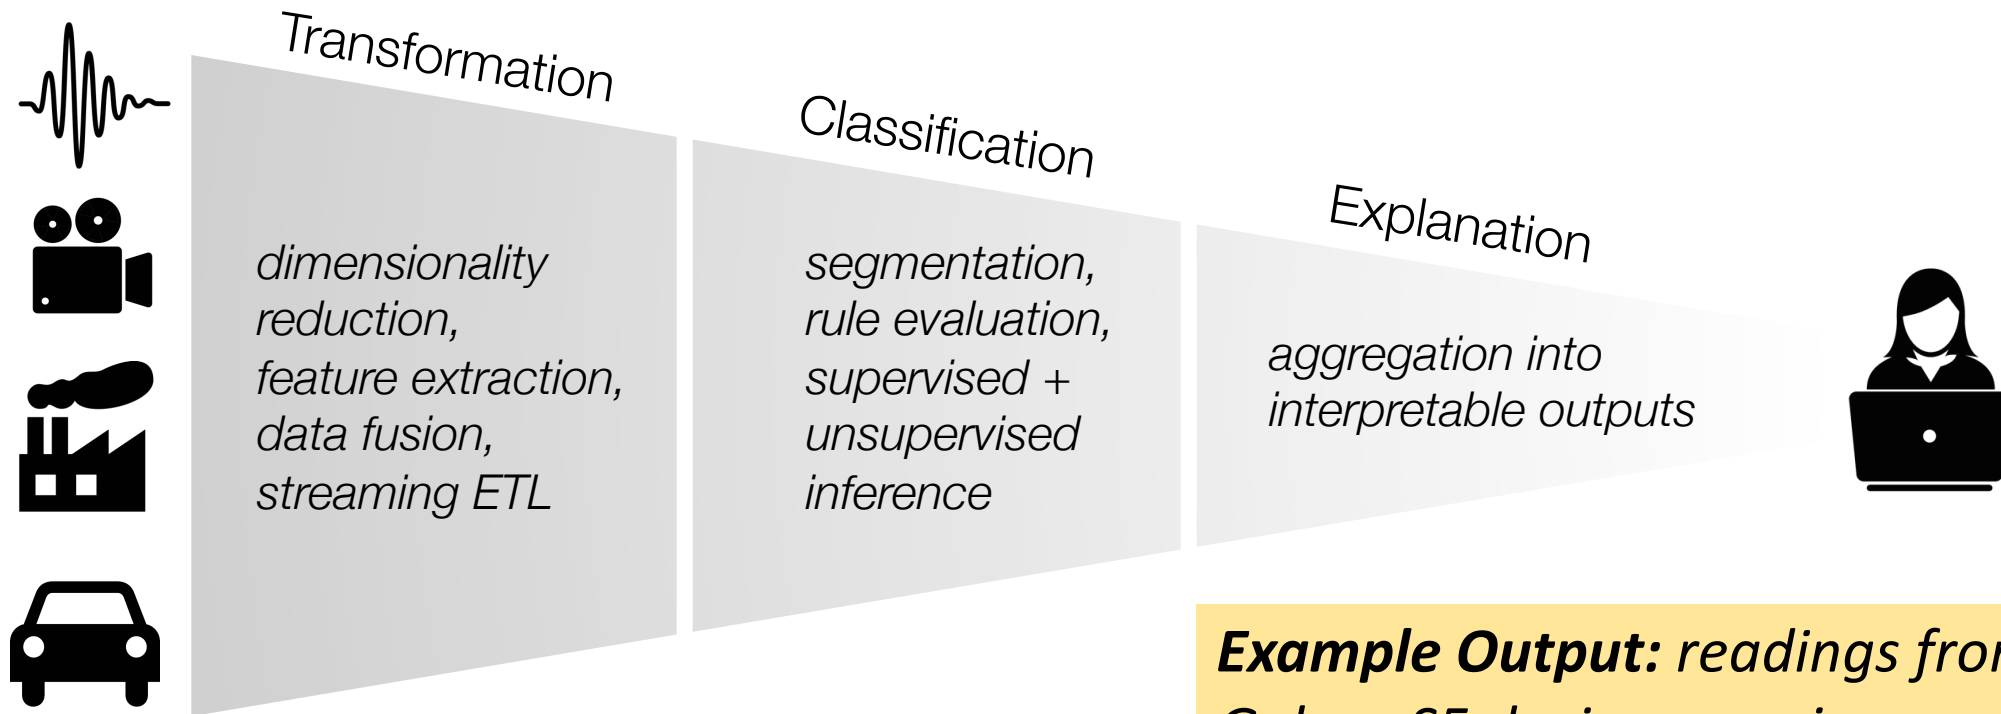 Transformation
Classification
Explanation
dimensionality
reduction,
feature extraction,
data fusion,
streaming ETL
segmentation,
rule evaluation,
supervised +
unsupervised
inference
aggregation into
interpretable outputs
Example Output: readings